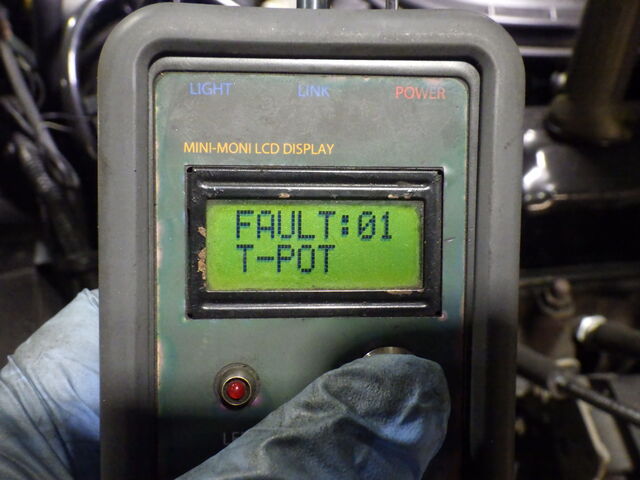 LIGHT LINK POWER
MINI-MONI LCD DISPLAY
FAULT:01
T-POT